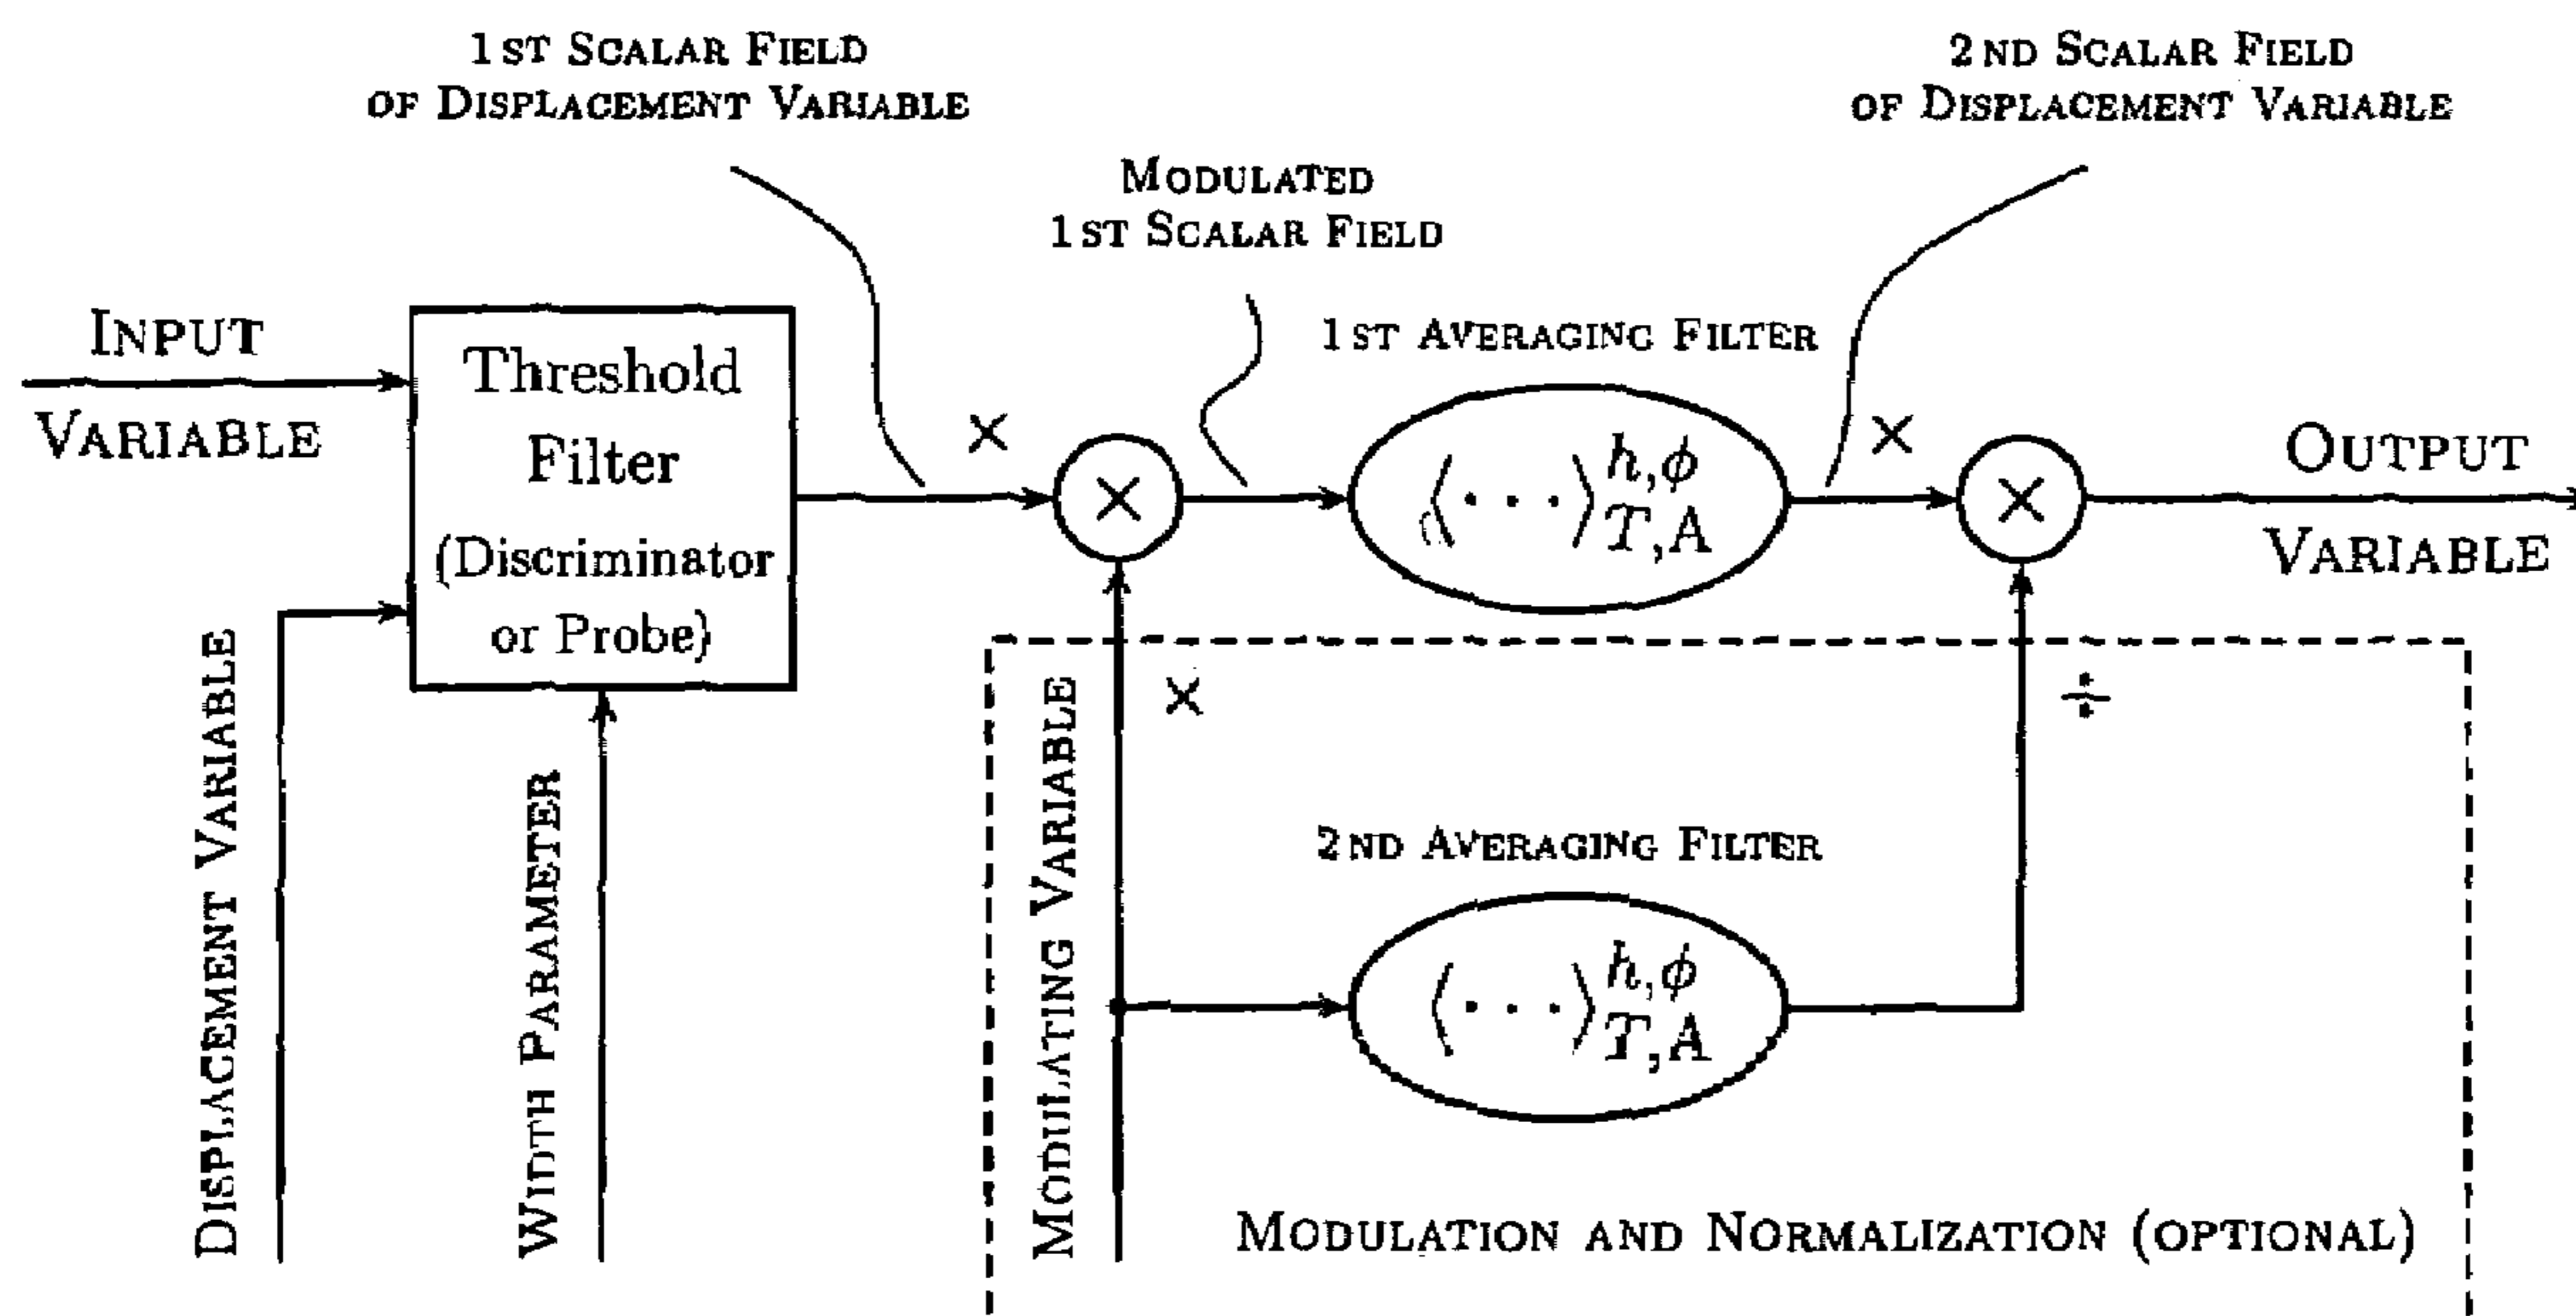 1ST SCALAR FIELD
OF DISPLACEMENT VARIABLE
2ND SCALAR FIELD
OF DISPLACEMENT VARIABLE
MODULATED
1ST SCALAR FIELD
INPUT
VARIABLE
Threshold
Filter
(Discriminator
or Probe)
1ST AVERAGING FILTER
×
×
×
×
⟨···⟩ h,ϕ
T,A
OUTPUT
VARIABLE
DISPLACEMENT VARIABLE
WIDTH PARAMETER
MODULATING VARIABLE
×
÷
2ND AVERAGING FILTER
⟨···⟩ h,ϕ
T,A
MODULATION AND NORMALIZATION (OPTIONAL)